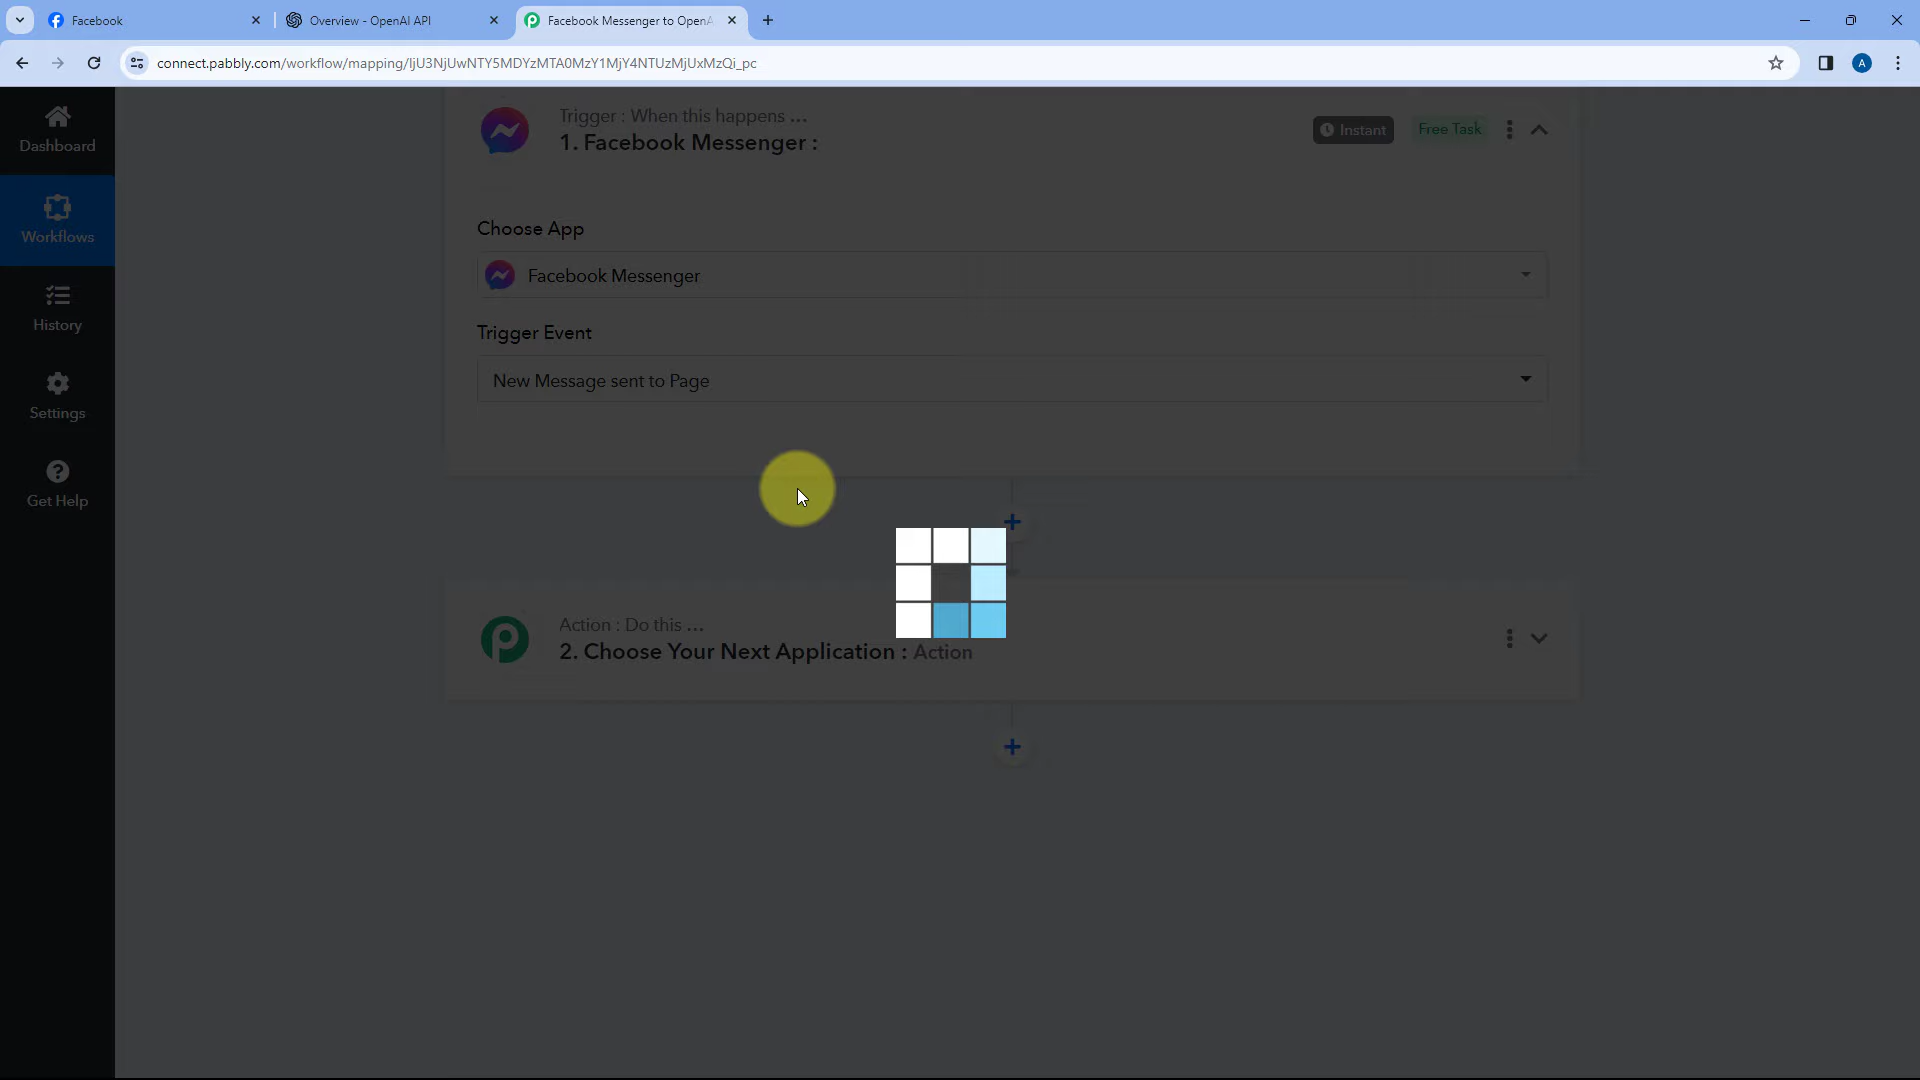 Facebook
Overview - OpenAI API
Facebook Messenger to OpenA
connect.pabbly.com/workflow/mapping/IjU3NjUwNTY5MDYzMTA0MzY1MjY4NTUzMjUxMzQi_pc
A
Dashboard
Workflows
History
Settings
Get Help
Trigger : When this happens ...
1. Facebook Messenger :
Instant
Free Task
Choose App
Facebook Messenger
Trigger Event
New Message sent to Page
Action : Do this ...
2. Choose Your Next Application : Action